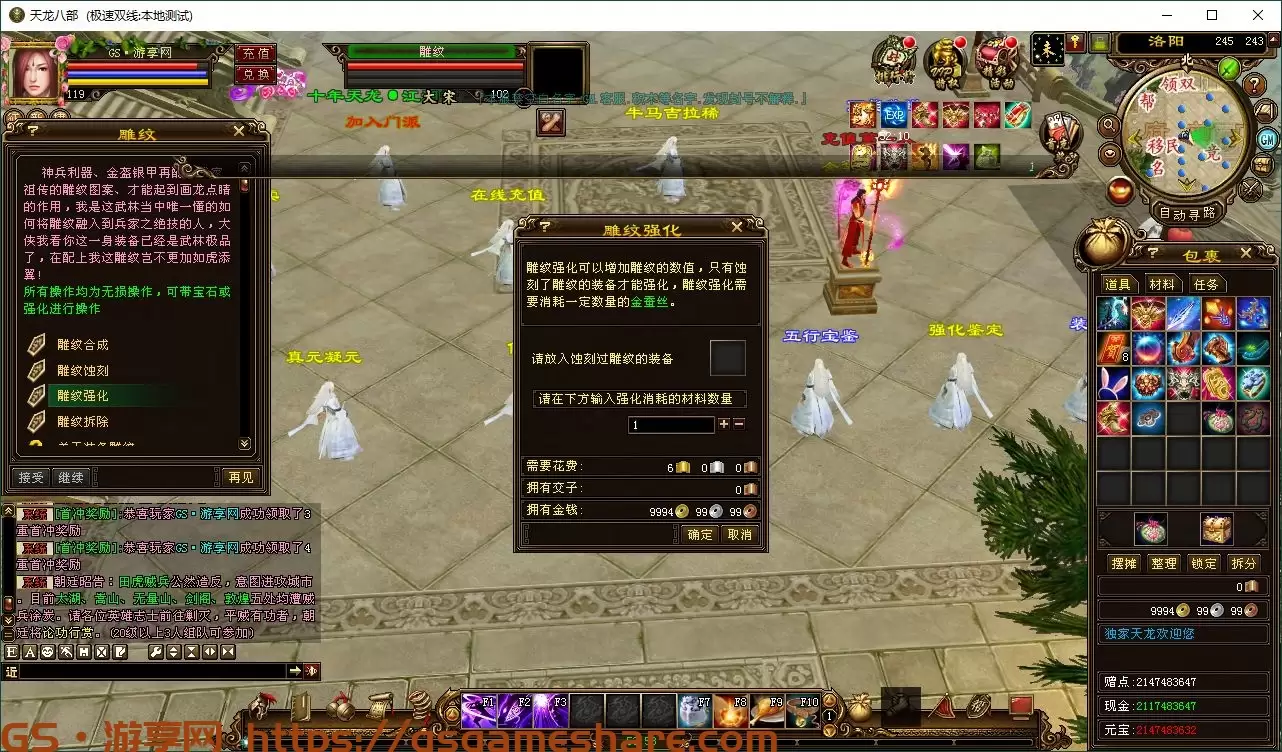 天龙八部 (极速双线:本地测试)
GS·游享网
充值
兑换
119
雕纹
102
十年天龙
大宋
加入门派
牛马吉拉稀
在线充值
洛阳
245 243
北
自动寻路
EXP
GM
雕纹
神兵利器、金盔银甲再
祖传的雕纹图案、才能起到画龙点睛
的作用，我是这武林当中唯一懂的如
何将雕纹融入到兵家之绝技的人，大
侠我看你这一身装备已经是武林极品
了，在配上我这雕纹岂不更加如虎添
翼！
所有操作均为无损操作，可带宝石或
强化进行操作
雕纹合成
雕纹蚀刻
雕纹强化
雕纹拆除
接受
继续
再见
真元凝元
五行宝鉴
强化鉴定
雕纹强化
雕纹强化可以增加雕纹的数值，只有蚀
刻了雕纹的装备才能强化，雕纹强化需
要消耗一定数量的金蚕丝。
请放入蚀刻过雕纹的装备
请在下方输入强化消耗的材料数量
1
需要花费: 6 0 0
拥有交子: 0
拥有金钱: 9994 99 99
确定
取消
包裹
道具
材料
任务
8
摆摊
整理
锁定
拆分
0
9994 99 99
独家天龙欢迎您
赠点:2147483647
现金:2117483647
元宝:2147483632
[首冲奖励]:恭喜玩家GS·游享网成功领取了3
重首冲奖励
[首冲奖励]:恭喜玩家GS·游享网成功领取了4
重首冲奖励
朝廷昭告：田虎贼兵公然造反，意图进攻城市
。目前太湖、嵩山、无量山、剑阁、敦煌五处均遭贼
兵涂炭。请各位英雄志士前往剿灭，平贼有功者，朝
廷将论功行赏。(20级以上3人组队可参加)
近
F1
F2
F3
F7
F8
F9
F10
1
GS·游享网 https://gsgameshare.com